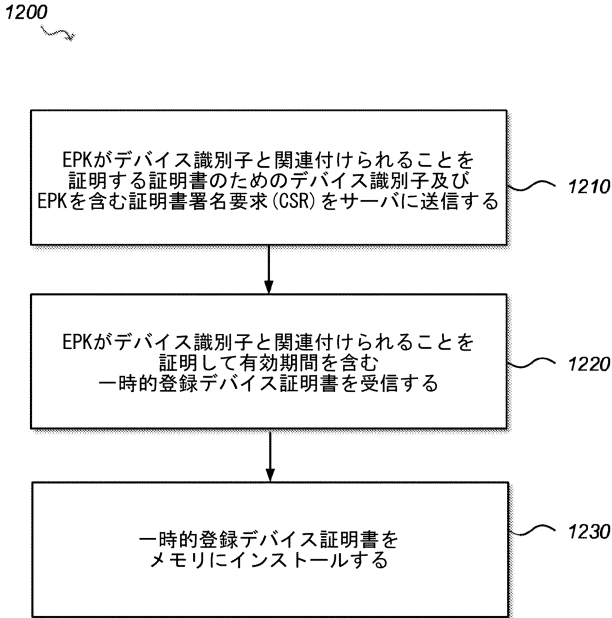 1200
EPKがデバイス識別子と関連付けられることを
証明する証明書のためのデバイス識別子及び
EPKを含む証明書署名要求(CSR)をサーバに送信する
1210
EPKがデバイス識別子と関連付けられることを
証明して有効期間を含む
一時的登録デバイス証明書を受信する
1220
一時的登録デバイス証明書を
メモリにインストールする
1230